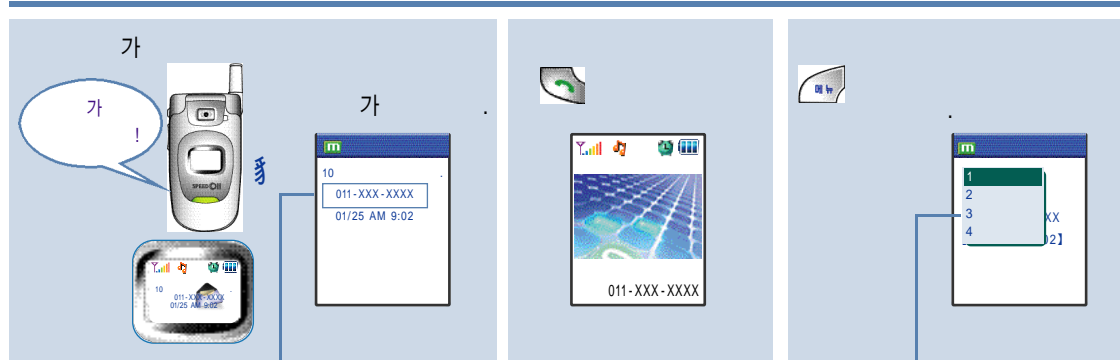 가
가
!
SPEED 011
10 .
011-XXX-XXXX
01/25 AM 9:02
가 .
m
10 .
011-XXX-XXXX
01/25 AM 9:02
011-XXX-XXXX
메뉴
.
m
1
2
3
4
XX
02】